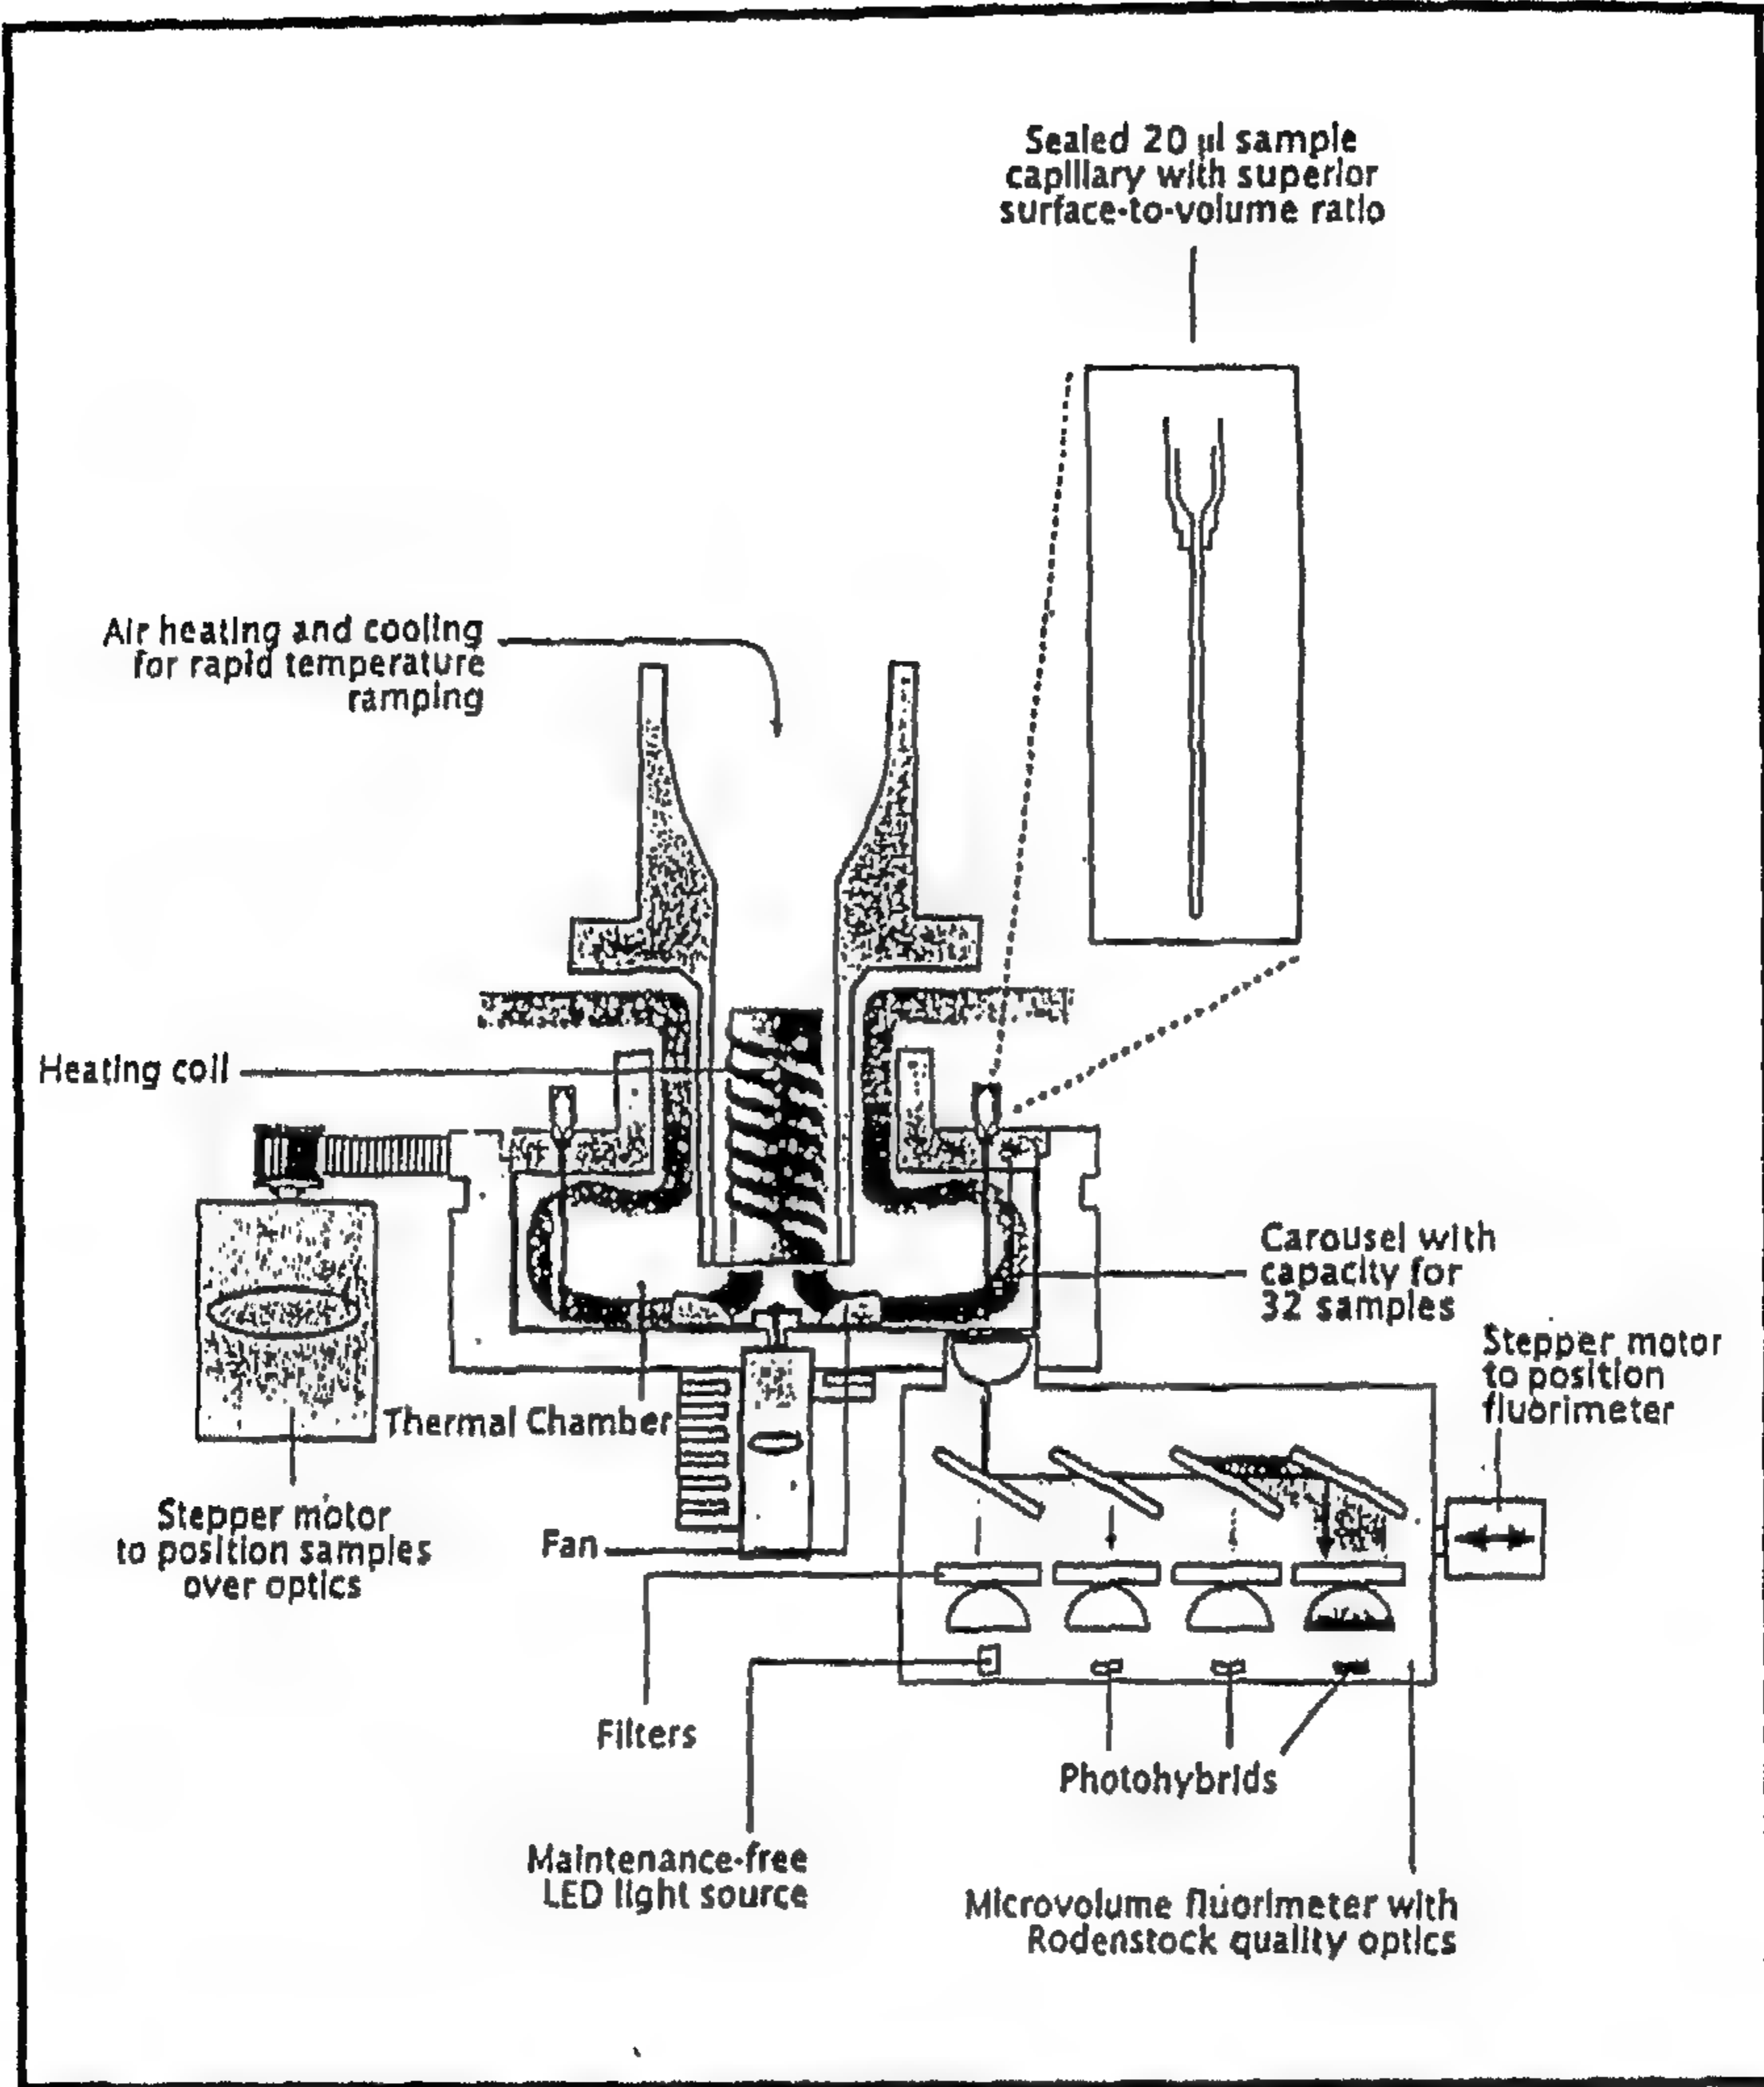 Sealed 20 µl sample
capillary with superior
surface-to-volume ratio
Air heating and cooling
for rapid temperature
ramping
Heating coil
Carousel with
capacity for
32 samples
Stepper motor
to position
fluorimeter
Thermal Chamber
Stepper motor
to position samples
over optics
Fan
Filters
Photohybrids
Maintenance-free
LED light source
Microvolume fluorimeter with
Rodenstock quality optics